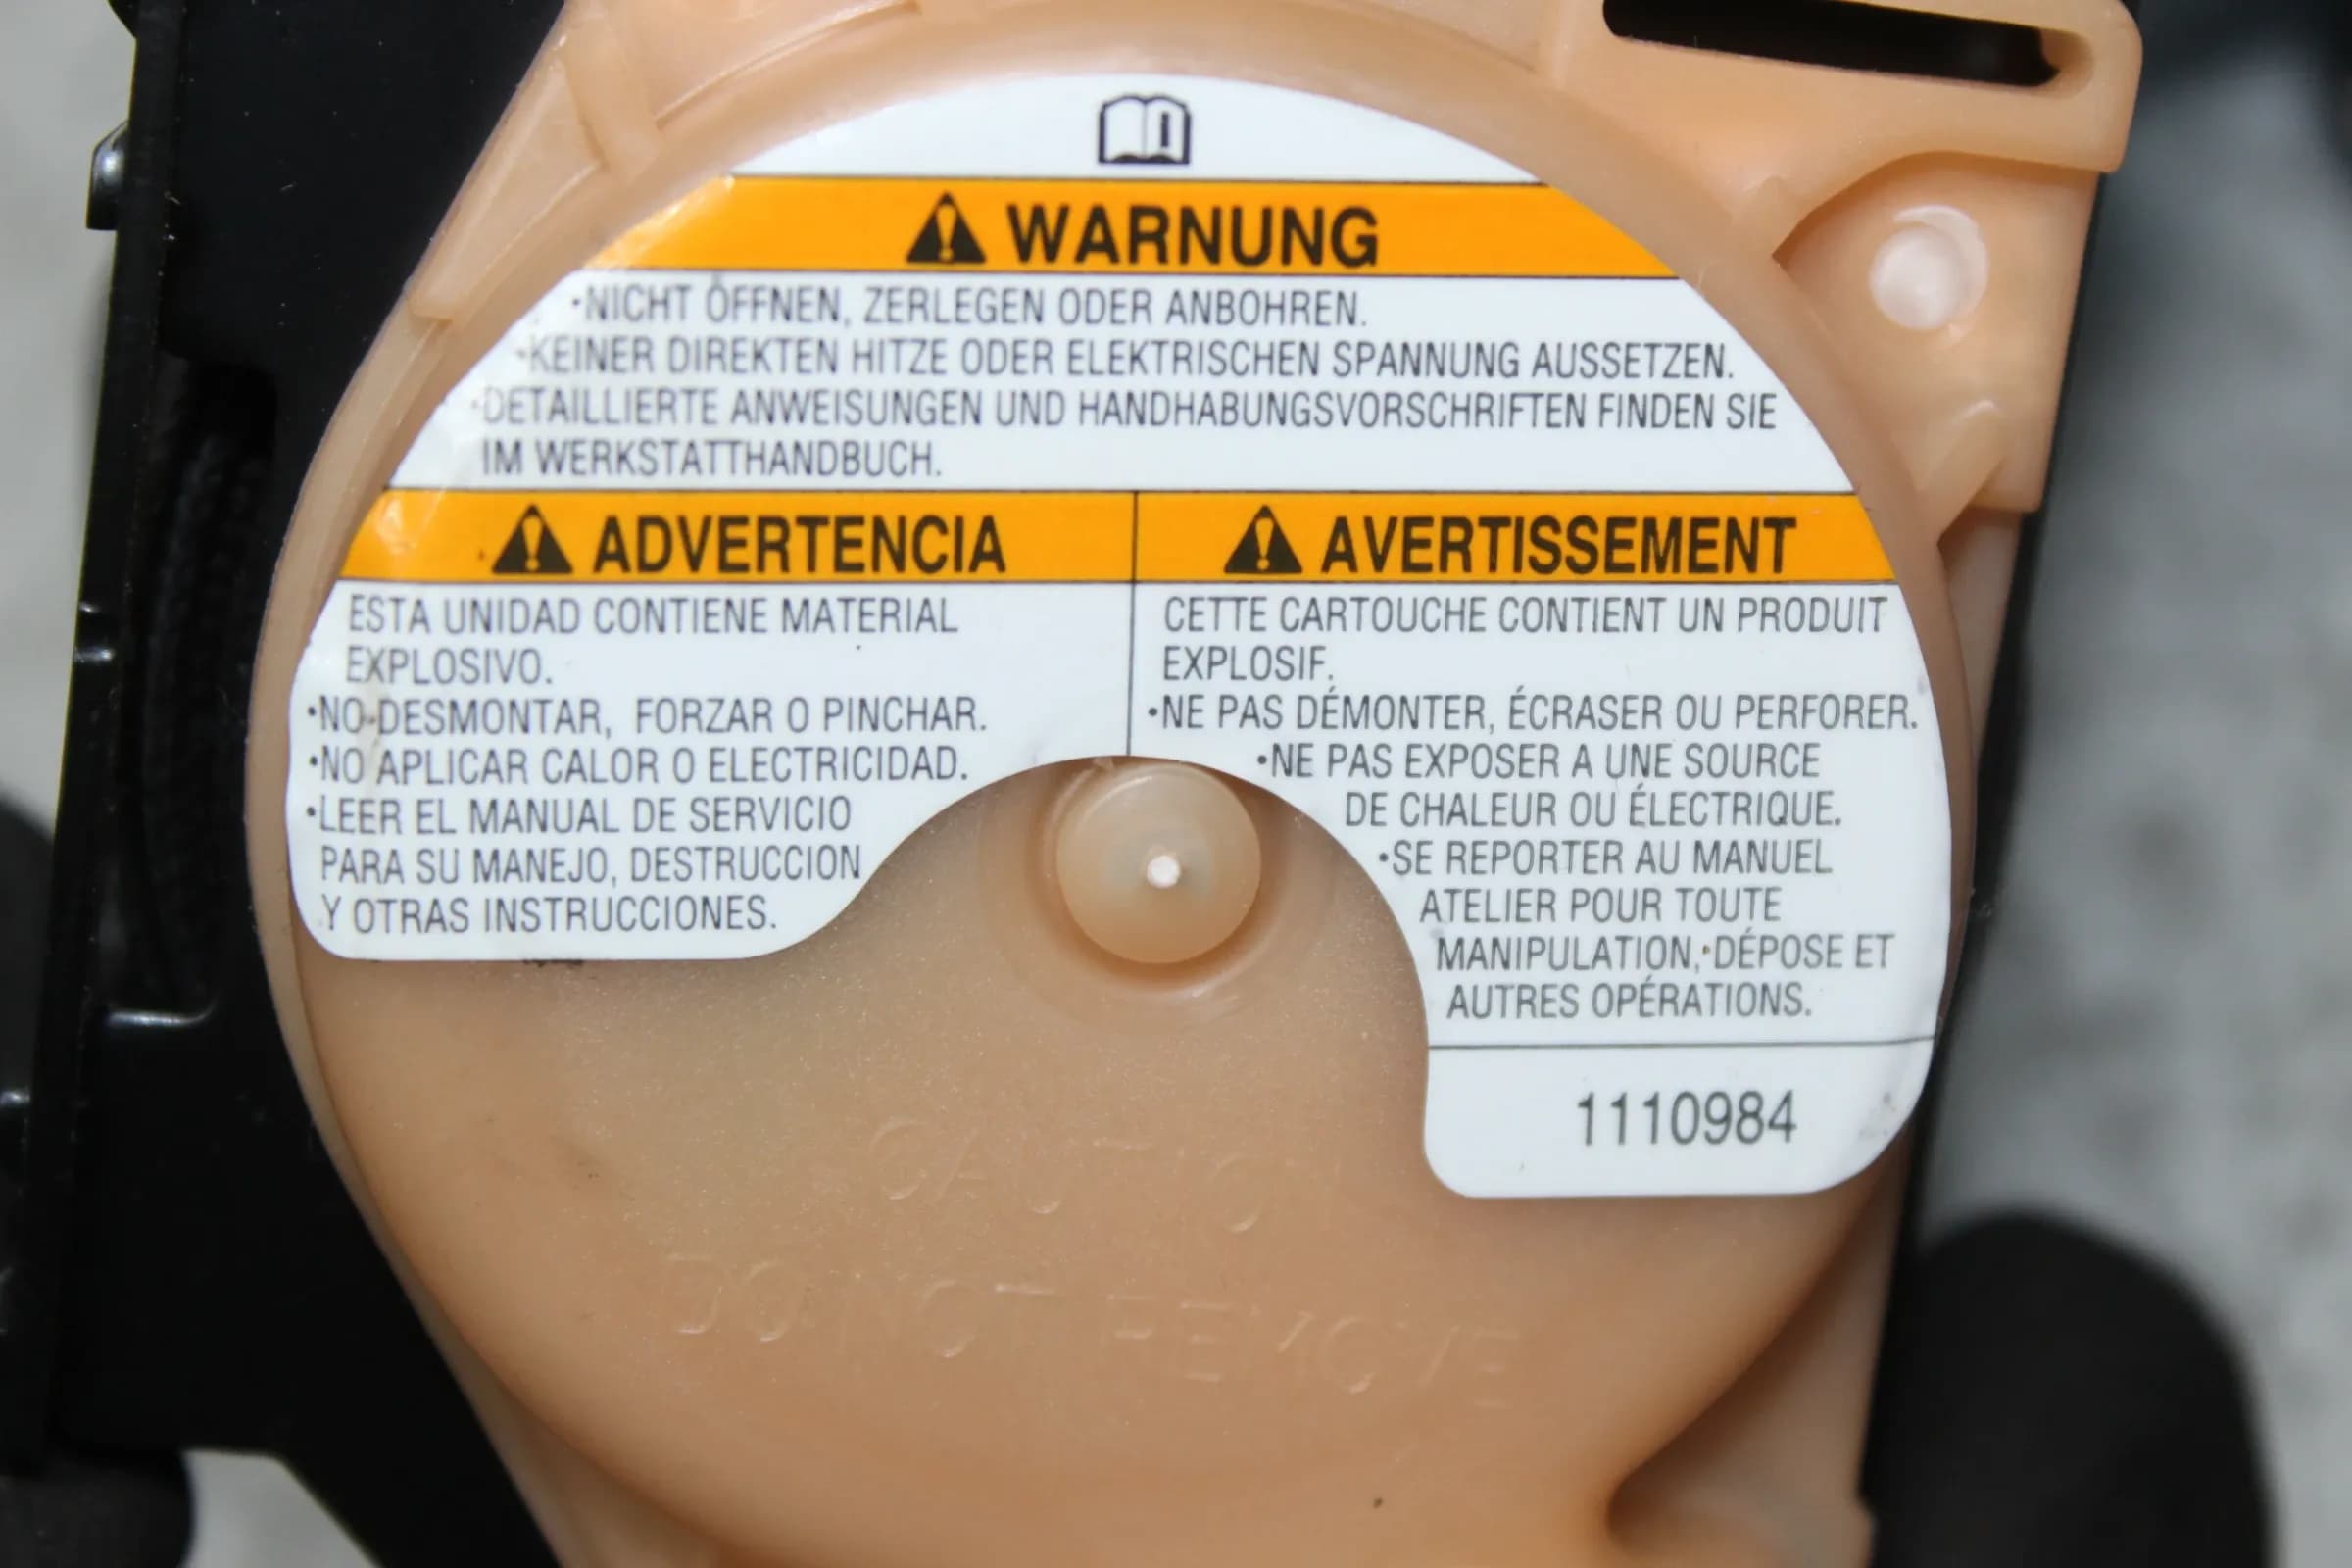 WARNUNG
•NICHT ÖFFNEN, ZERLEGEN ODER ANBOHREN.
•KEINER DIREKTEN HITZE ODER ELEKTRISCHEN SPANNUNG AUSSETZEN.
•DETAILLIERTE ANWEISUNGEN UND HANDHABUNGSVORSCHRIFTEN FINDEN SIE
IM WERKSTATTHANDBUCH.
ADVERTENCIA
ESTA UNIDAD CONTIENE MATERIAL
EXPLOSIVO.
•NO DESMONTAR, FORZAR O PINCHAR.
•NO APLICAR CALOR O ELECTRICIDAD.
•LEER EL MANUAL DE SERVICIO
PARA SU MANEJO, DESTRUCCION
Y OTRAS INSTRUCCIONES.
AVERTISSEMENT
CETTE CARTOUCHE CONTIENT UN PRODUIT
EXPLOSIF.
•NE PAS DÉMONTER, ÉCRASER OU PERFORER.
•NE PAS EXPOSER A UNE SOURCE
DE CHALEUR OU ÉLECTRIQUE.
•SE REPORTER AU MANUEL
ATELIER POUR TOUTE
MANIPULATION, DÉPOSE ET
AUTRES OPÉRATIONS.
1110984
CAUTION
DO NOT REMOVE